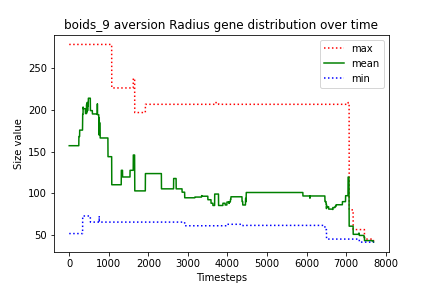 boids_9 aversion Radius gene distribution over time
max
mean
min
250
200
150
100
50
Size value
0 1000 2000 3000 4000 5000 6000 7000 8000
Timesteps